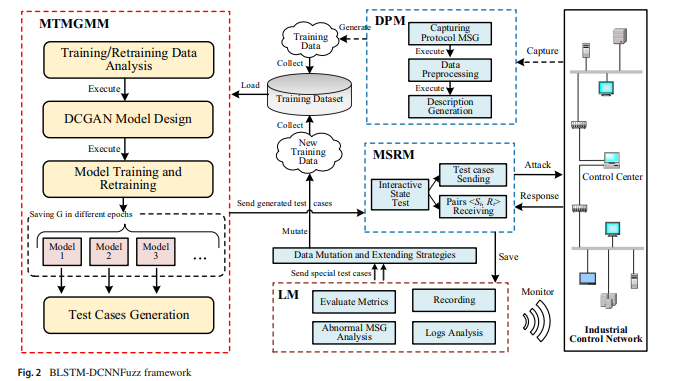 MTMGMM
Training/Retraining Data
Analysis
Execute
DCGAN Model Design
Execute
Model Training and
Retraining
Saving G in different epochs
Model
1
Model
2
Model
3
...
Test Cases Generation
Generate
Training
Data
Collect
Load
Training Dataset
Collect
New
Training
Data
Send generated test cases
Mutate
DPM
Capturing
Protocol MSG
Execute
Data
Preprocessing
Execute
Description
Generation
Capture
MSRM
Interactive
State
Test
Test cases
Sending
Pairs <Si, Ri>
Receiving
Attack
Response
Data Mutation and Extending Strategies
Send special test cases
Save
LM
Evaluate Metrics
Recording
Abnormal MSG
Analysis
Logs Analysis
Monitor
Control Center
Industrial
Control Network
Fig. 2 BLSTM-DCNNFuzz framework